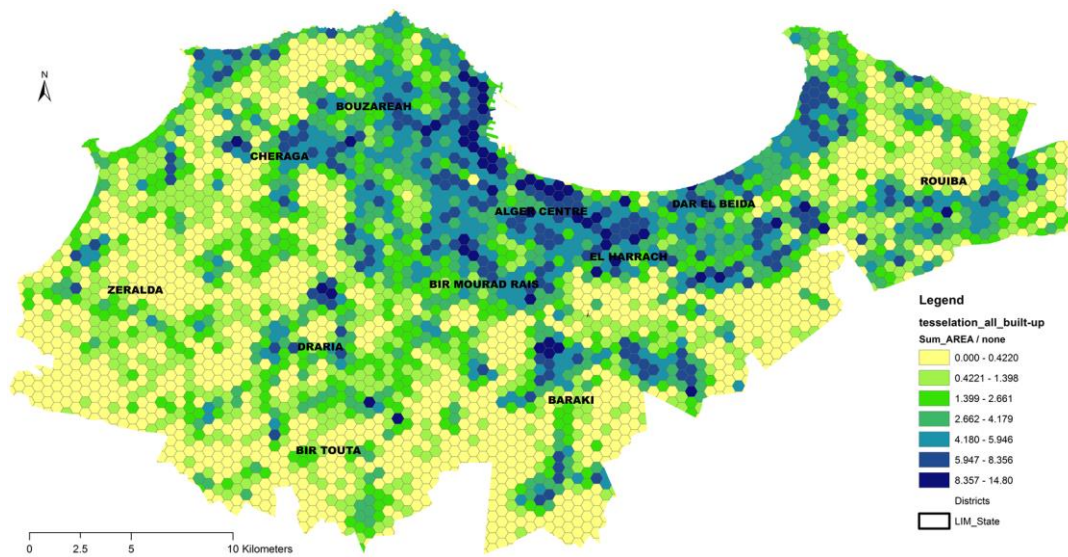 N
BOUZAREAH
CHERAGA
ROUIBA
ALGER CENTRE
DAR EL BEIDA
EL HARRACH
BIR MOURAD RAIS
ZERALDA
DRARIA
BARAKI
BIR TOUTA
Legend
tesselation_all_built-up
Sum_AREA / none
0.000 - 0.4220
0.4221 - 1.398
1.399 - 2.661
2.662 - 4.179
4.180 - 5.946
5.947 - 8.356
8.357 - 14.80
Districts
LIM_State
0 2.5 5 10 Kilometers